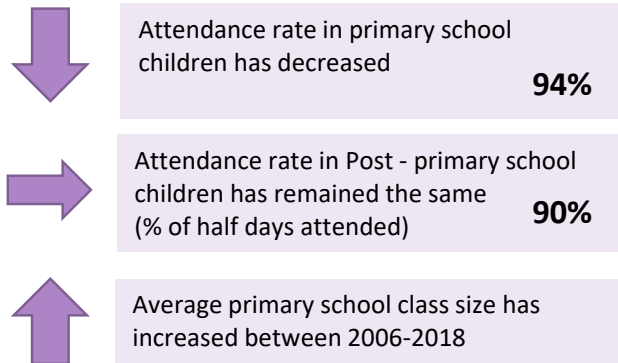 Attendance rate in primary school
children has decreased
94%
Attendance rate in Post - primary school
children has remained the same
(% of half days attended)
90%
Average primary school class size has
increased between 2006-2018